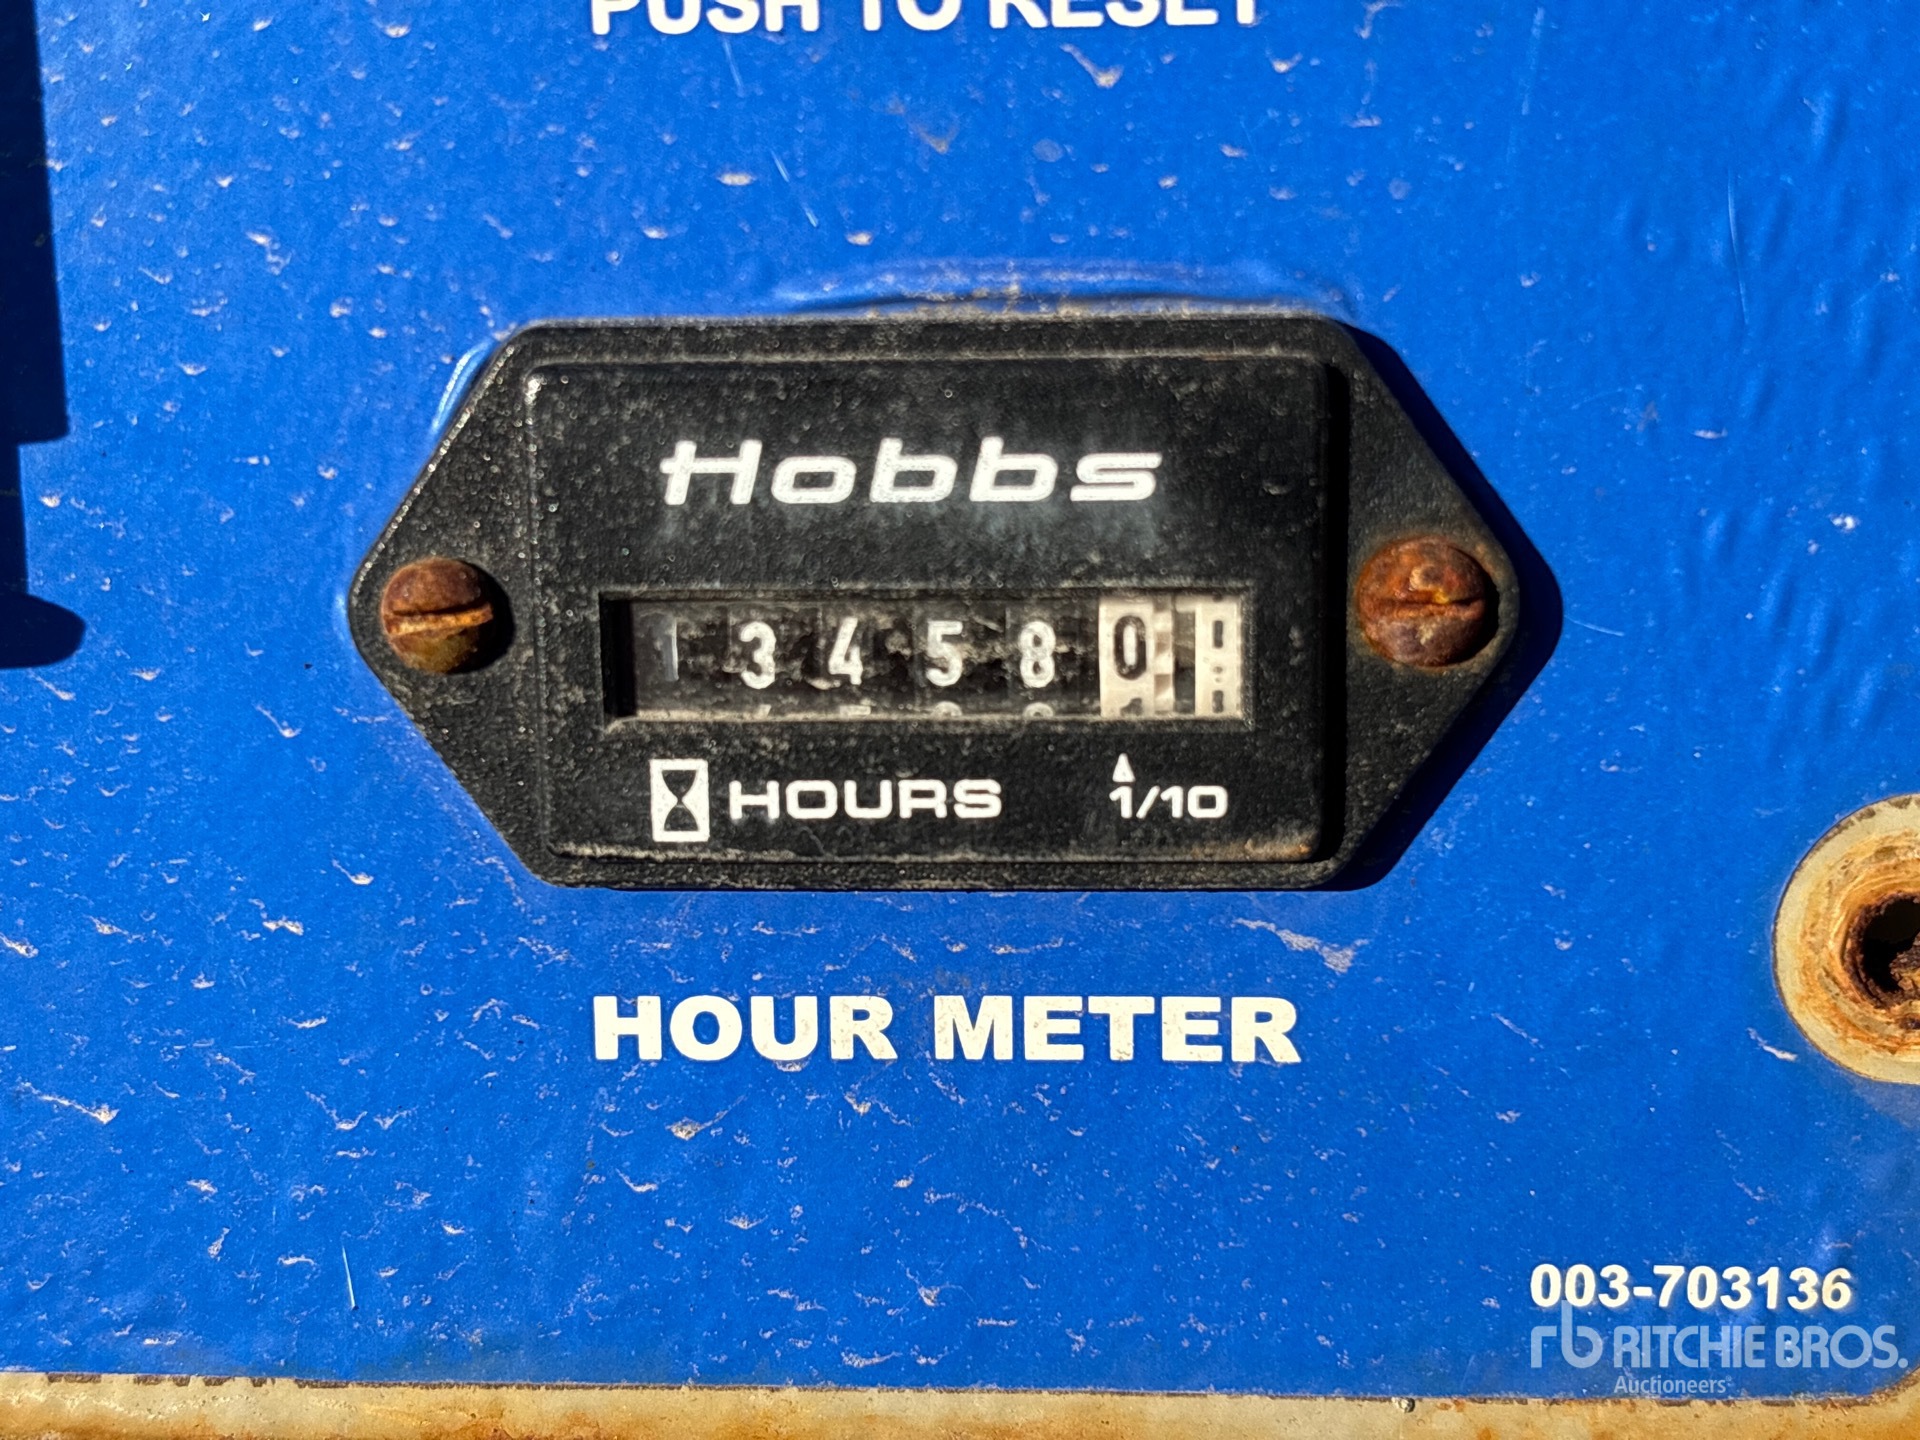 PUSH TO RESET
Hobbs
1 3 4 5 8 0
HOURS 1/10
HOUR METER
003-703136
rb RITCHIE BROS.
Auctioneers